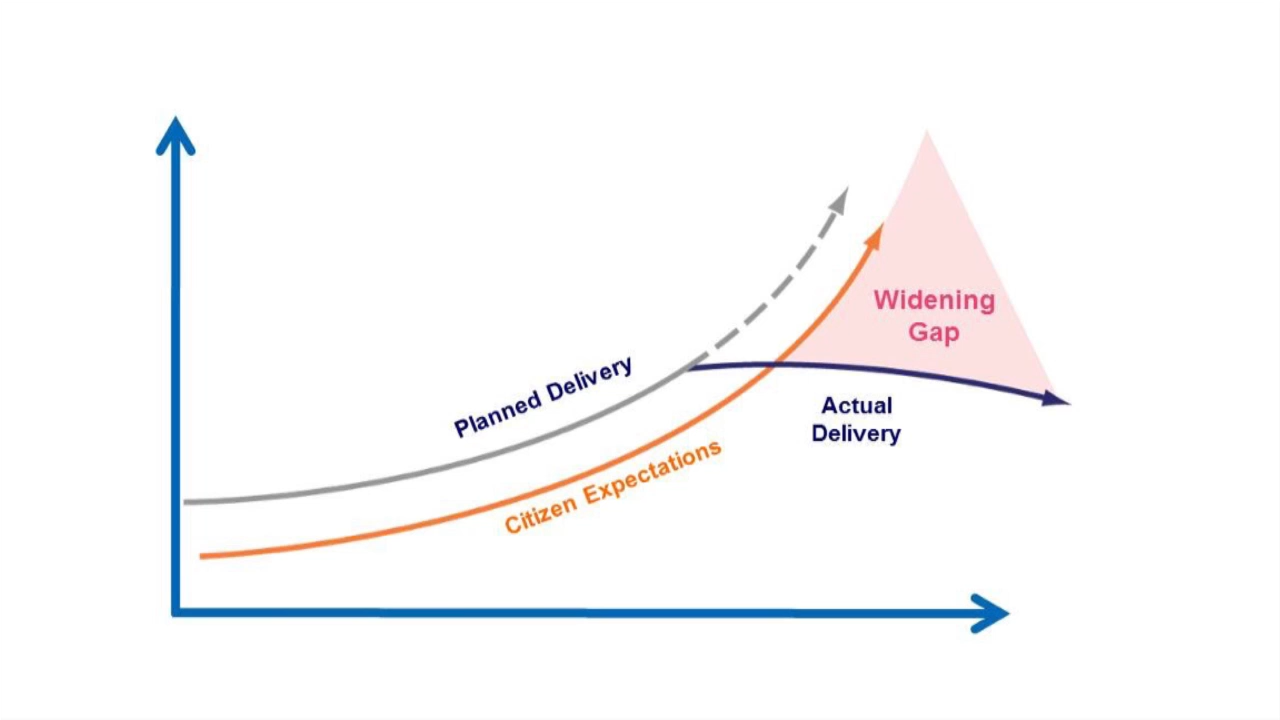 Widening
Gap
Planned Delivery
Actual
Delivery
Citizen Expectations